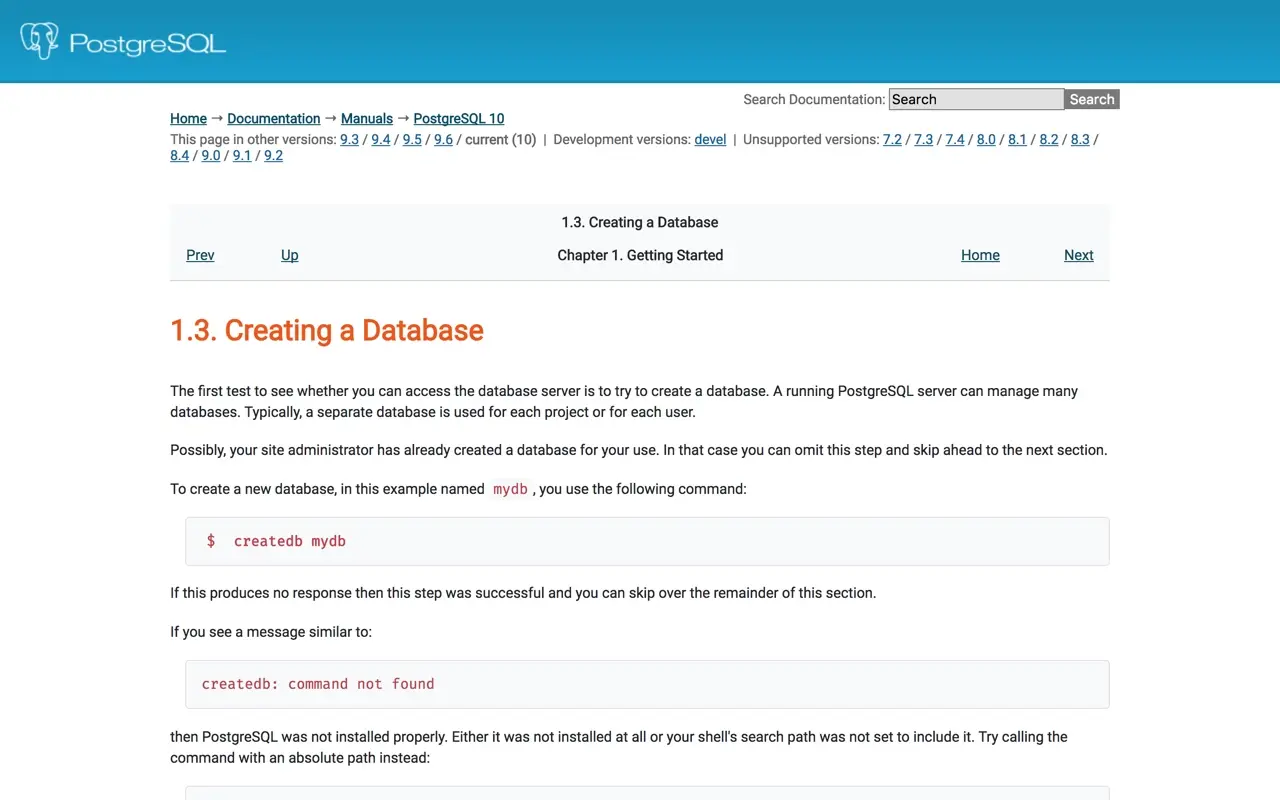 PostgreSQL
Search Documentation: Search Search
Home → Documentation → Manuals → PostgreSQL 10
This page in other versions: 9.3 / 9.4 / 9.5 / 9.6 / current (10) | Development versions: devel | Unsupported versions: 7.2 / 7.3 / 7.4 / 8.0 / 8.1 / 8.2 / 8.3 /
8.4 / 9.0 / 9.1 / 9.2
1.3. Creating a Database
Prev Up Chapter 1. Getting Started Home Next
1.3. Creating a Database
The first test to see whether you can access the database server is to try to create a database. A running PostgreSQL server can manage many
databases. Typically, a separate database is used for each project or for each user.
Possibly, your site administrator has already created a database for your use. In that case you can omit this step and skip ahead to the next section.
To create a new database, in this example named mydb , you use the following command:
$ createdb mydb
If this produces no response then this step was successful and you can skip over the remainder of this section.
If you see a message similar to:
createdb: command not found
then PostgreSQL was not installed properly. Either it was not installed at all or your shell's search path was not set to include it. Try calling the
command with an absolute path instead: